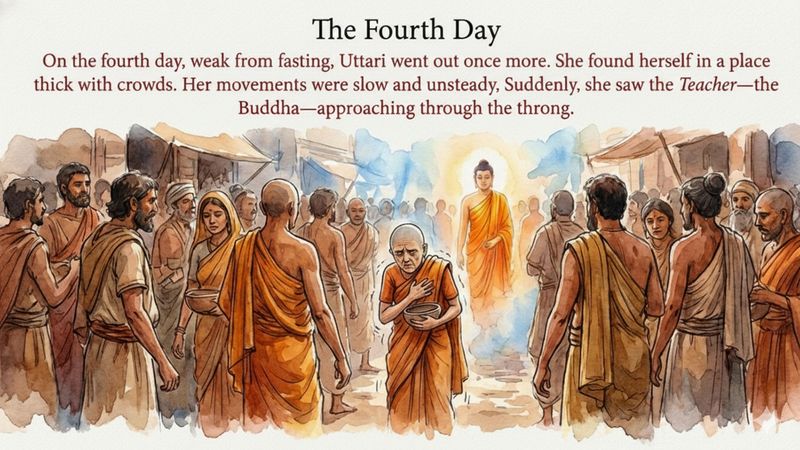 The Fourth Day
On the fourth day, weak from fasting, Uttari went out once more. She found herself in a place
thick with crowds. Her movements were slow and unsteady, Suddenly, she saw the Teacher—the
Buddha—approaching through the throng.